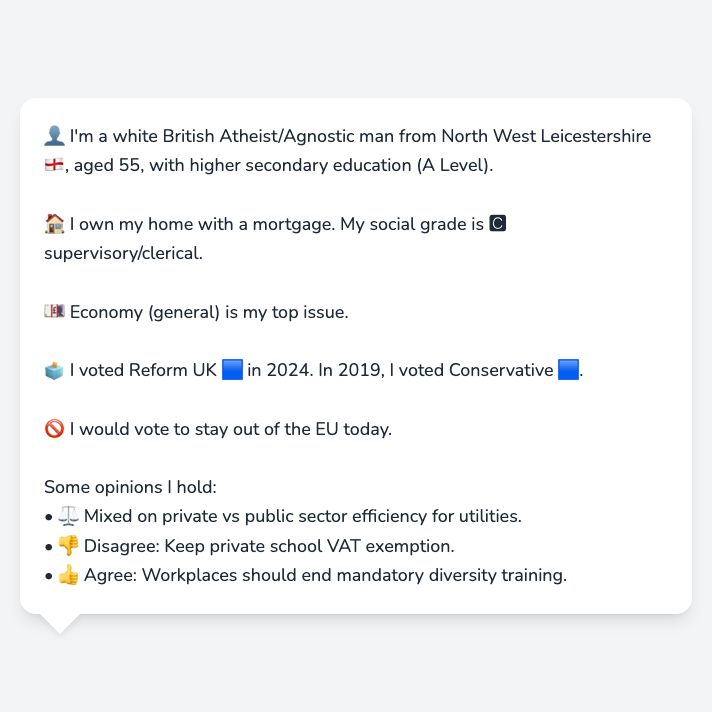 👤 I'm a white British Atheist/Agnostic man from North West Leicestershire
🏴󠁧󠁢󠁥󠁮󠁧󠁿, aged 55, with higher secondary education (A Level).
🏠 I own my home with a mortgage. My social grade is 🅲
supervisory/clerical.
💷 Economy (general) is my top issue.
🗳️ I voted Reform UK 🟦 in 2024. In 2019, I voted Conservative 🟦.
🚫 I would vote to stay out of the EU today.
Some opinions I hold:
• ⚖️ Mixed on private vs public sector efficiency for utilities.
• 👎 Disagree: Keep private school VAT exemption.
• 👍 Agree: Workplaces should end mandatory diversity training.